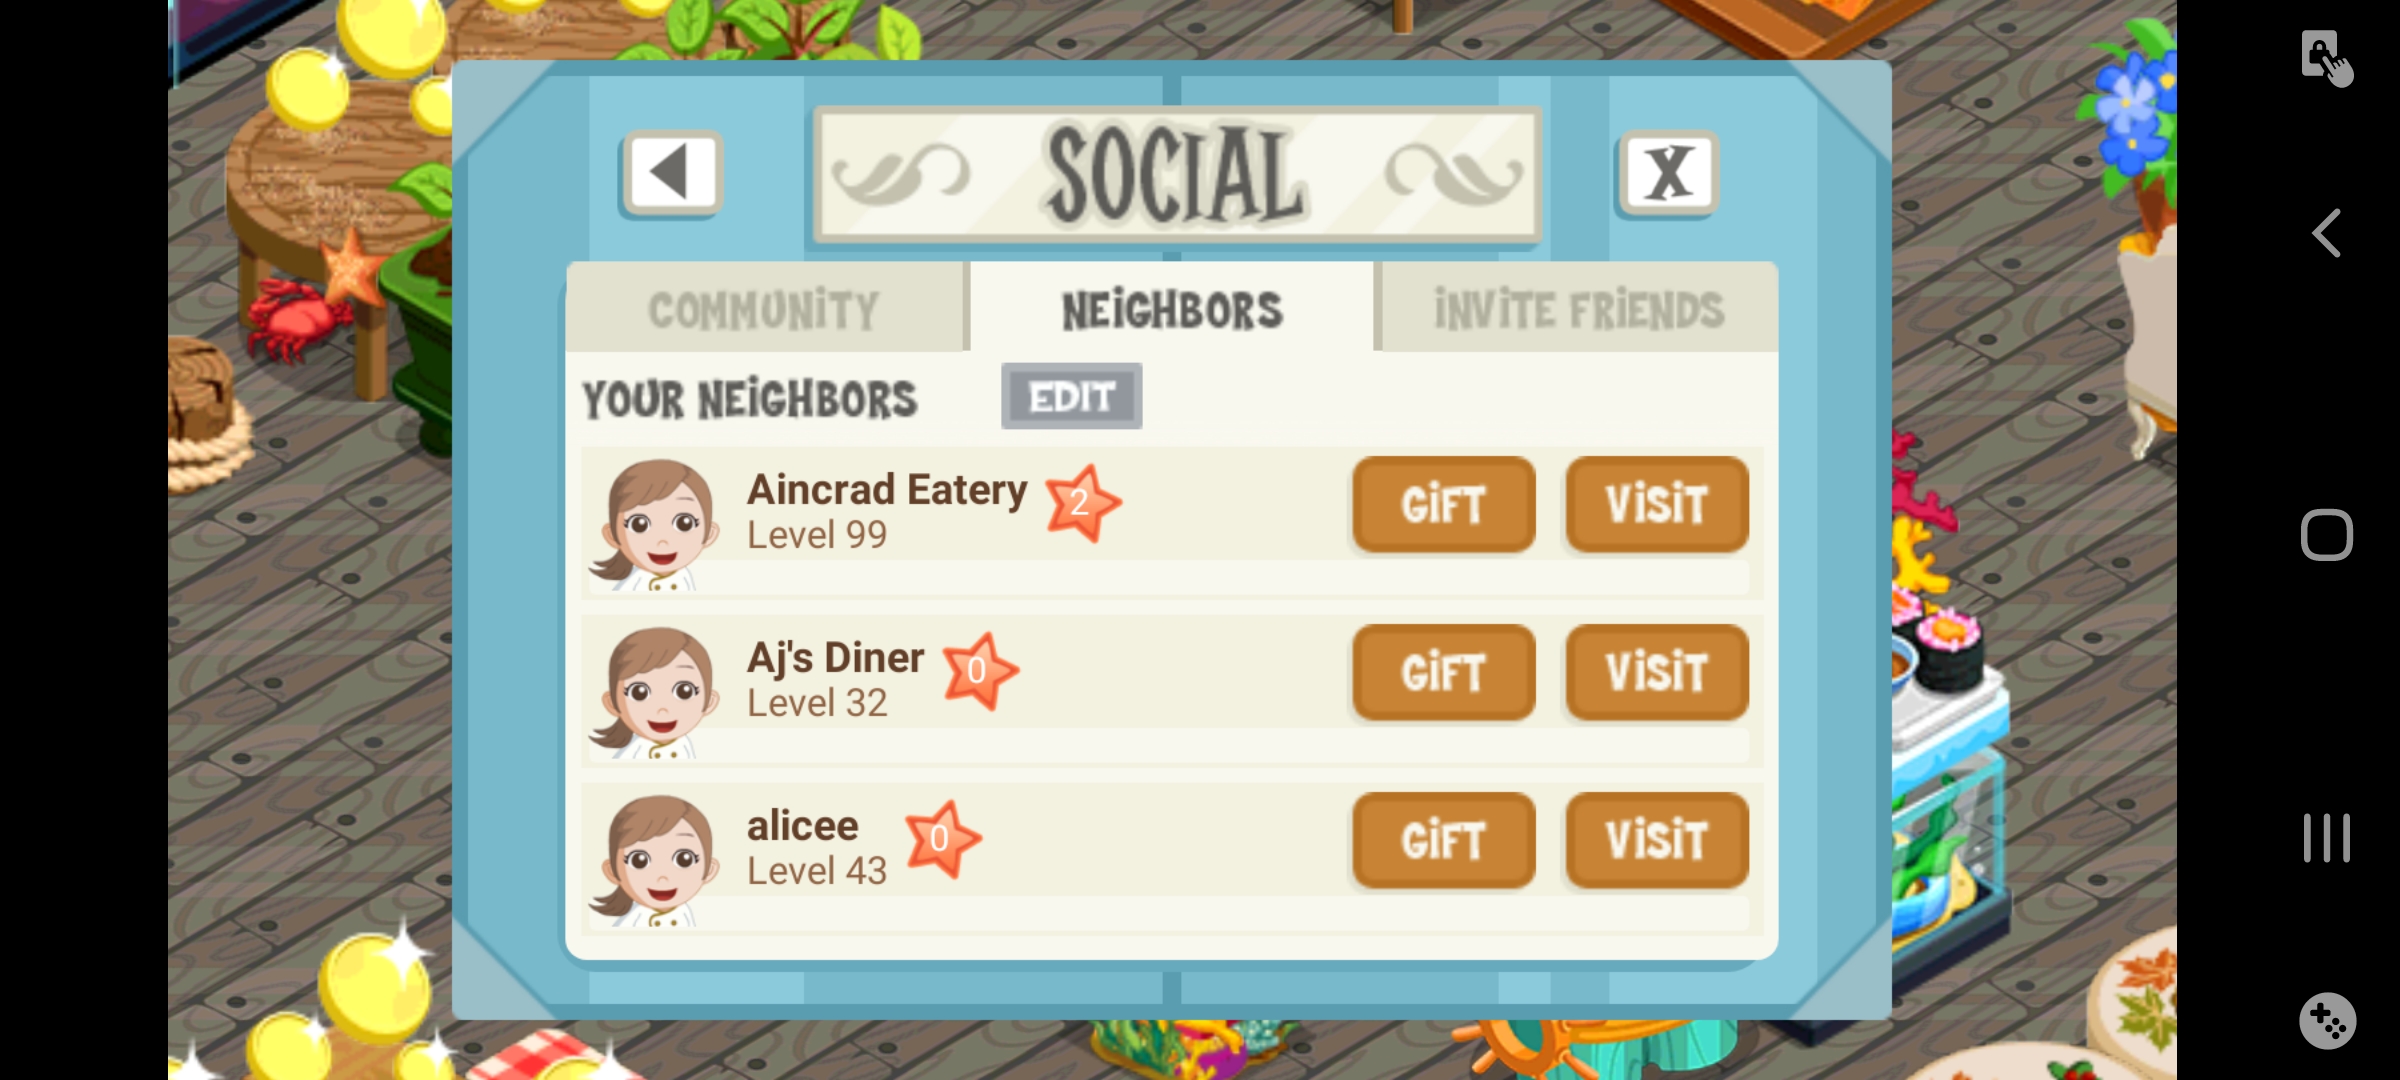 SOCIAL
X
COMMUNITY
NEIGHBORS
INVITE FRIENDS
YOUR NEIGHBORS
EDIT
Aincrad Eatery
2
Level 99
GIFT
VISIT
Aj's Diner
0
Level 32
GIFT
VISIT
alicee
0
Level 43
GIFT
VISIT